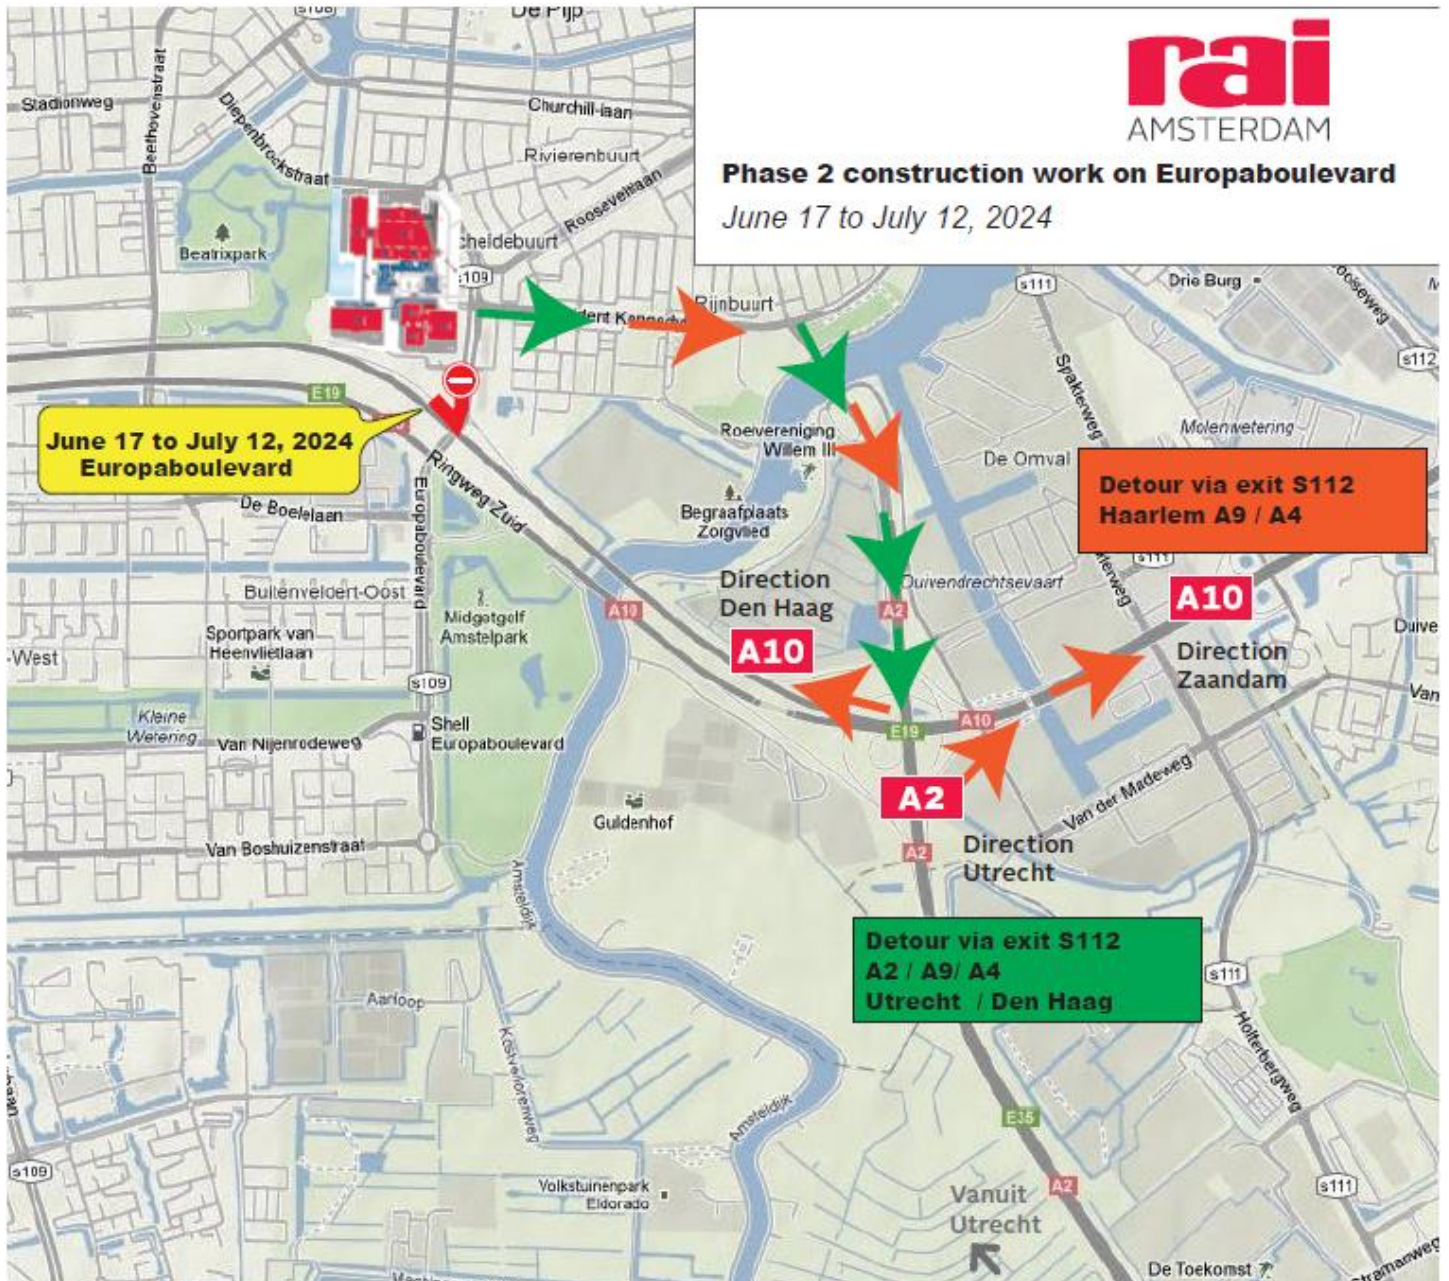 s108
De Pijp
rai
AMSTERDAM
Phase 2 construction work on Europaboulevard
June 17 to July 12, 2024
Stadionweg
Beethovenstraat
Diepenbrockstraat
Churchill-laan
Rivierenbuurt
Rooseveltlaan
Beatrixpark
cheldebuurt
s109
Rijnbuurt
s111
Drie Burg
s112
Spaklerweg
E19
June 17 to July 12, 2024
Europaboulevard
Ringweg Zuid
Roeivereniging
Willem III
De Omval
Molenwetering
Detour via exit S112
Haarlem A9 / A4
De Boelelaan
Europaboulevard
Begraafplaats
Zorgvlied
s111
Direction
Den Haag
A10
Duivendrechtsevaart
A10
Buitenveldert-Oost
Midgetgolf
Amstelpark
A10
A2
Duive
Sportpark van
Heenvlietlaan
-West
Direction
Zaandam
s109
Van
Kleine
Wetering
Van Nijenrodeweg
Shell
Europaboulevard
E19
A10
A2
Van der Madeweg
Guldenhof
Van Boshuizenstraat
A2
Direction
Utrecht
Amsteldijk
Detour via exit S112
A2 / A9/ A4
Utrecht / Den Haag
s111
Aarloop
Holterbergweg
Kostverlorenweg
Amsteldijk
E35
s109
Volkstuinenpark
Eldorado
Vanuit
Utrecht
A2
s111
De Toekomst